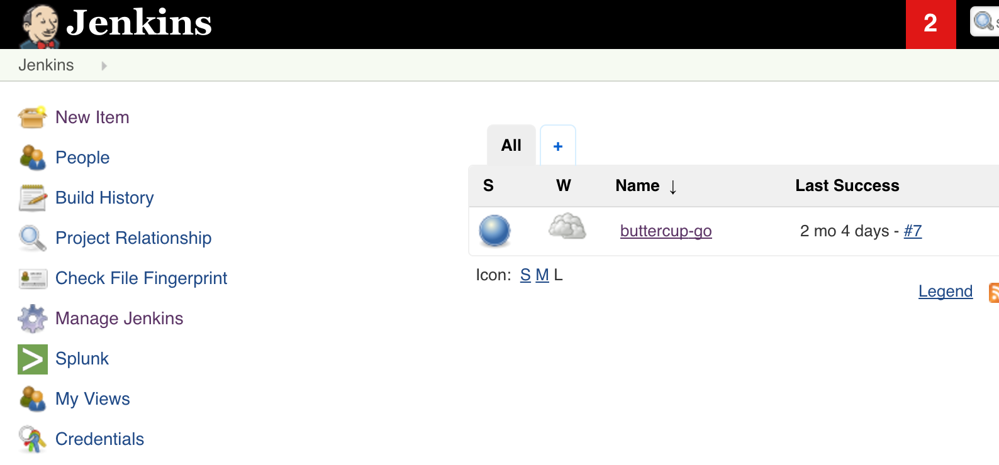 Jenkins
2
Jenkins
New Item
People
Build History
Project Relationship
Check File Fingerprint
Manage Jenkins
Splunk
My Views
Credentials
All +
S W Name ↓ Last Success
buttercup-go 2 mo 4 days - #7
Icon: S M L
Legend